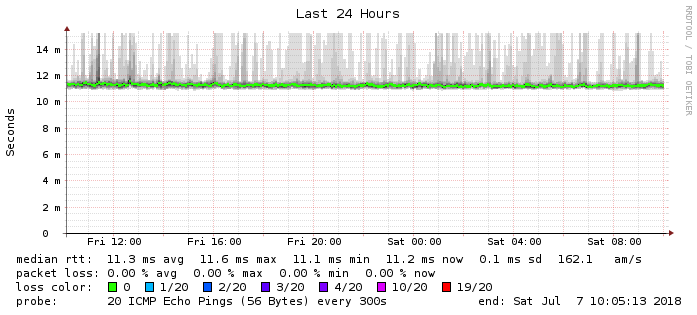 Last 24 Hours
RRDTOOL / TOBI OETIKER
Seconds
14 m
12 m
10 m
8 m
6 m
4 m
2 m
0
Fri 12:00 Fri 16:00 Fri 20:00 Sat 00:00 Sat 04:00 Sat 08:00
median rtt: 11.3 ms avg 11.6 ms max 11.1 ms min 11.2 ms now 0.1 ms sd 162.1 am/s
packet loss: 0.00 % avg 0.00 % max 0.00 % min 0.00 % now
loss color: 0 1/20 2/20 3/20 4/20 10/20 19/20
probe: 20 ICMP Echo Pings (56 Bytes) every 300s end: Sat Jul 7 10:05:13 2018